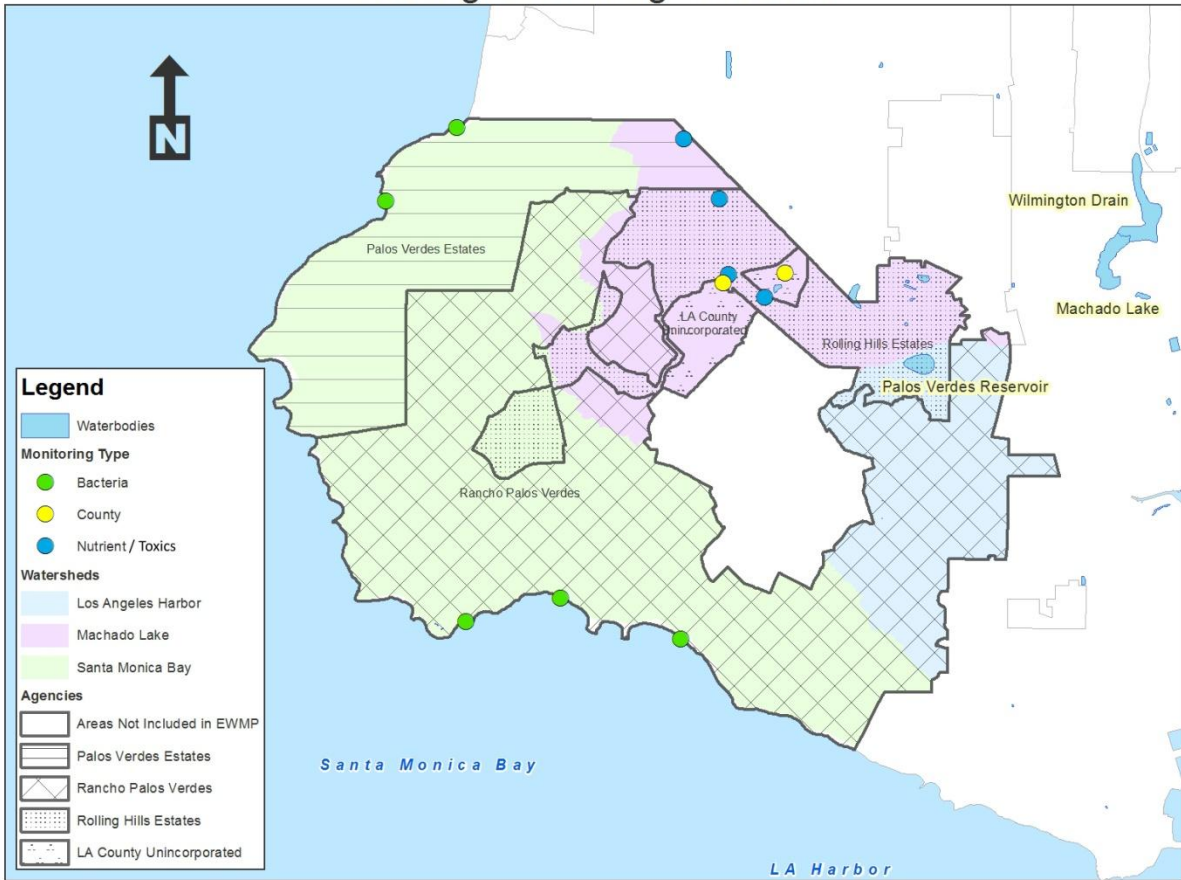 N
Wilmington Drain
Palos Verdes Estates
Machado Lake
LA County
Unincorporated
Rolling Hills Estates
Palos Verdes Reservoir
Rancho Palos Verdes
Legend
Waterbodies
Monitoring Type
Bacteria
County
Nutrient / Toxics
Watersheds
Los Angeles Harbor
Machado Lake
Santa Monica Bay
Agencies
Areas Not Included in EWMP
Palos Verdes Estates
Rancho Palos Verdes
Rolling Hills Estates
LA County Unincorporated
Santa Monica Bay
LA Harbor